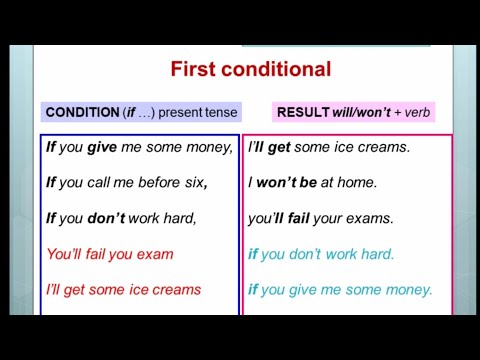 First conditional
CONDITION (if …) present tense
RESULT will/won't + verb
If you give me some money,
I'll get some ice creams.
If you call me before six,
I won't be at home.
If you don't work hard,
you'll fail your exams.
You'll fail you exam
if you don't work hard.
I'll get some ice creams
if you give me some money.